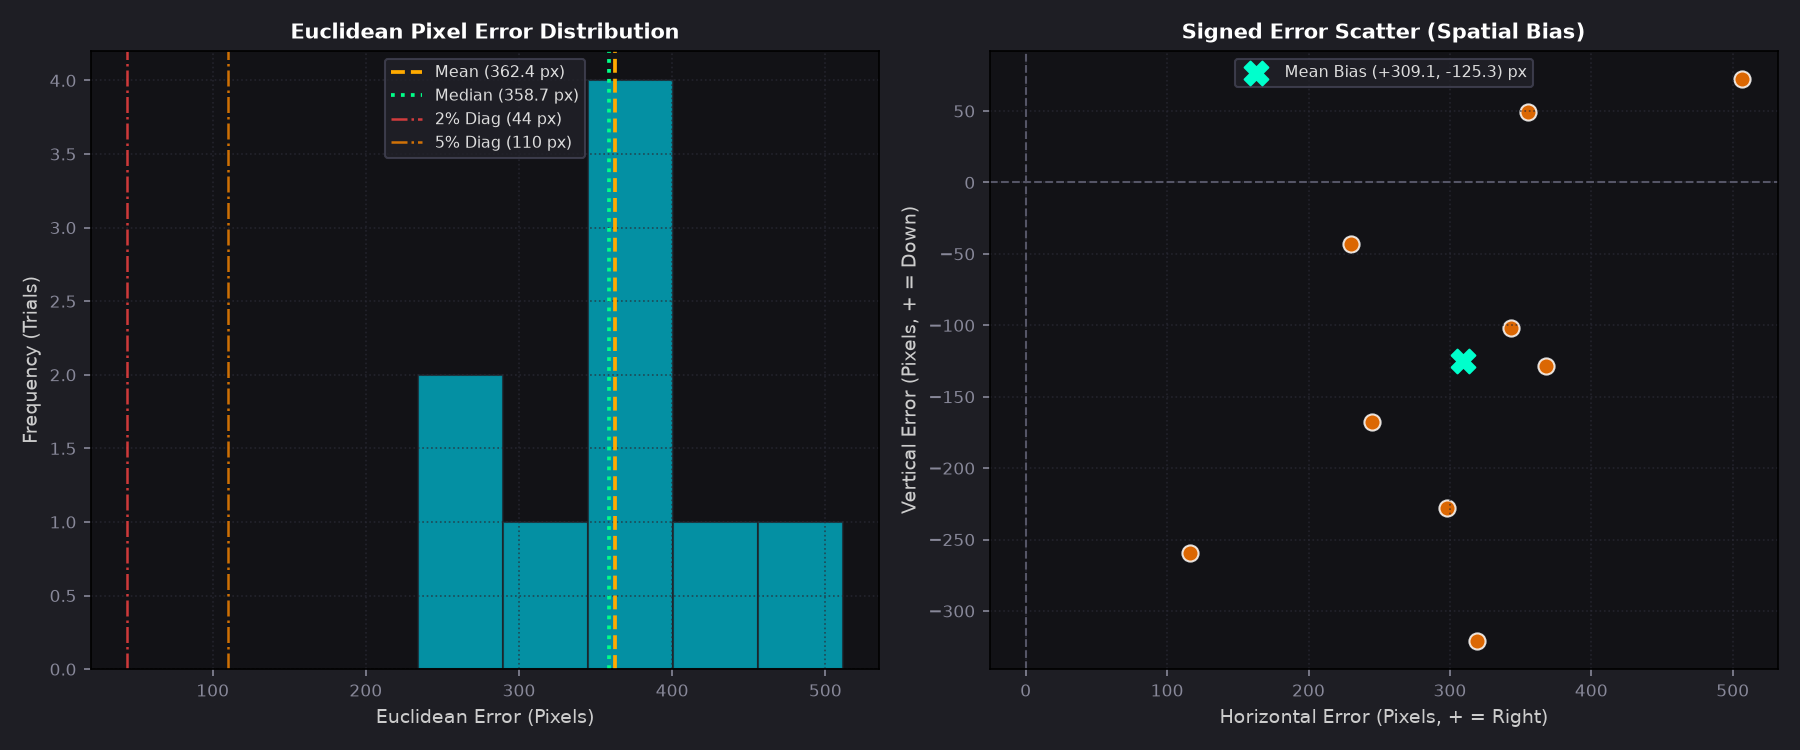 Euclidean Pixel Error Distribution
Mean (362.4 px)
Median (358.7 px)
2% Diag (44 px)
5% Diag (110 px)
Frequency (Trials)
4.0
3.5
3.0
2.5
2.0
1.5
1.0
0.5
0.0
100 200 300 400 500
Euclidean Error (Pixels)
Signed Error Scatter (Spatial Bias)
Mean Bias (+309.1, -125.3) px
Vertical Error (Pixels, + = Down)
50
0
−50
−100
−150
−200
−250
−300
0 100 200 300 400 500
Horizontal Error (Pixels, + = Right)